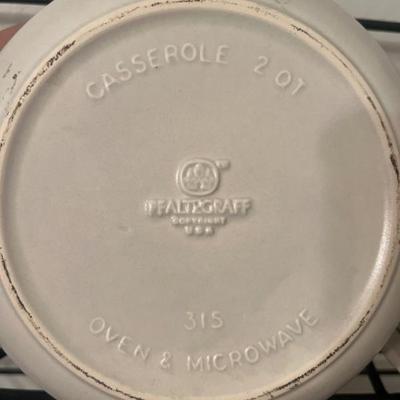 CASSEROLE 2 QT
PFALTZGRAFF
COPYRIGHT
USA
315
OVEN & MICROWAVE